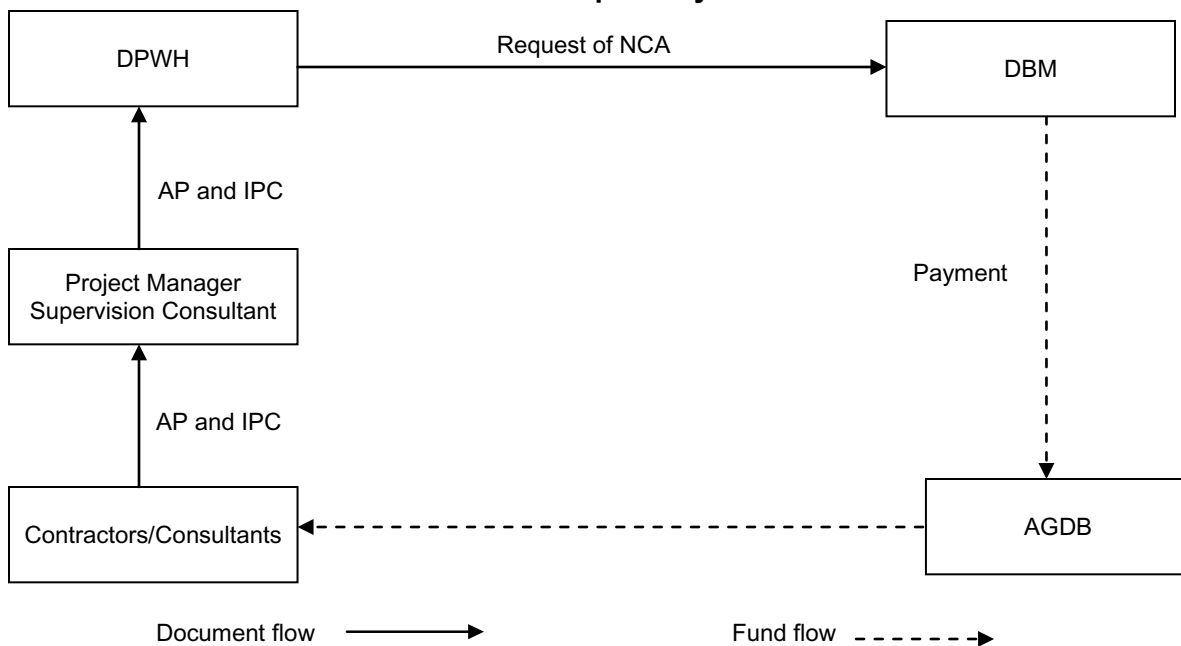 DPWH
Request of NCA
DBM
AP and IPC
Project Manager
Supervision Consultant
Payment
AP and IPC
Contractors/Consultants
AGDB
Document flow
Fund flow